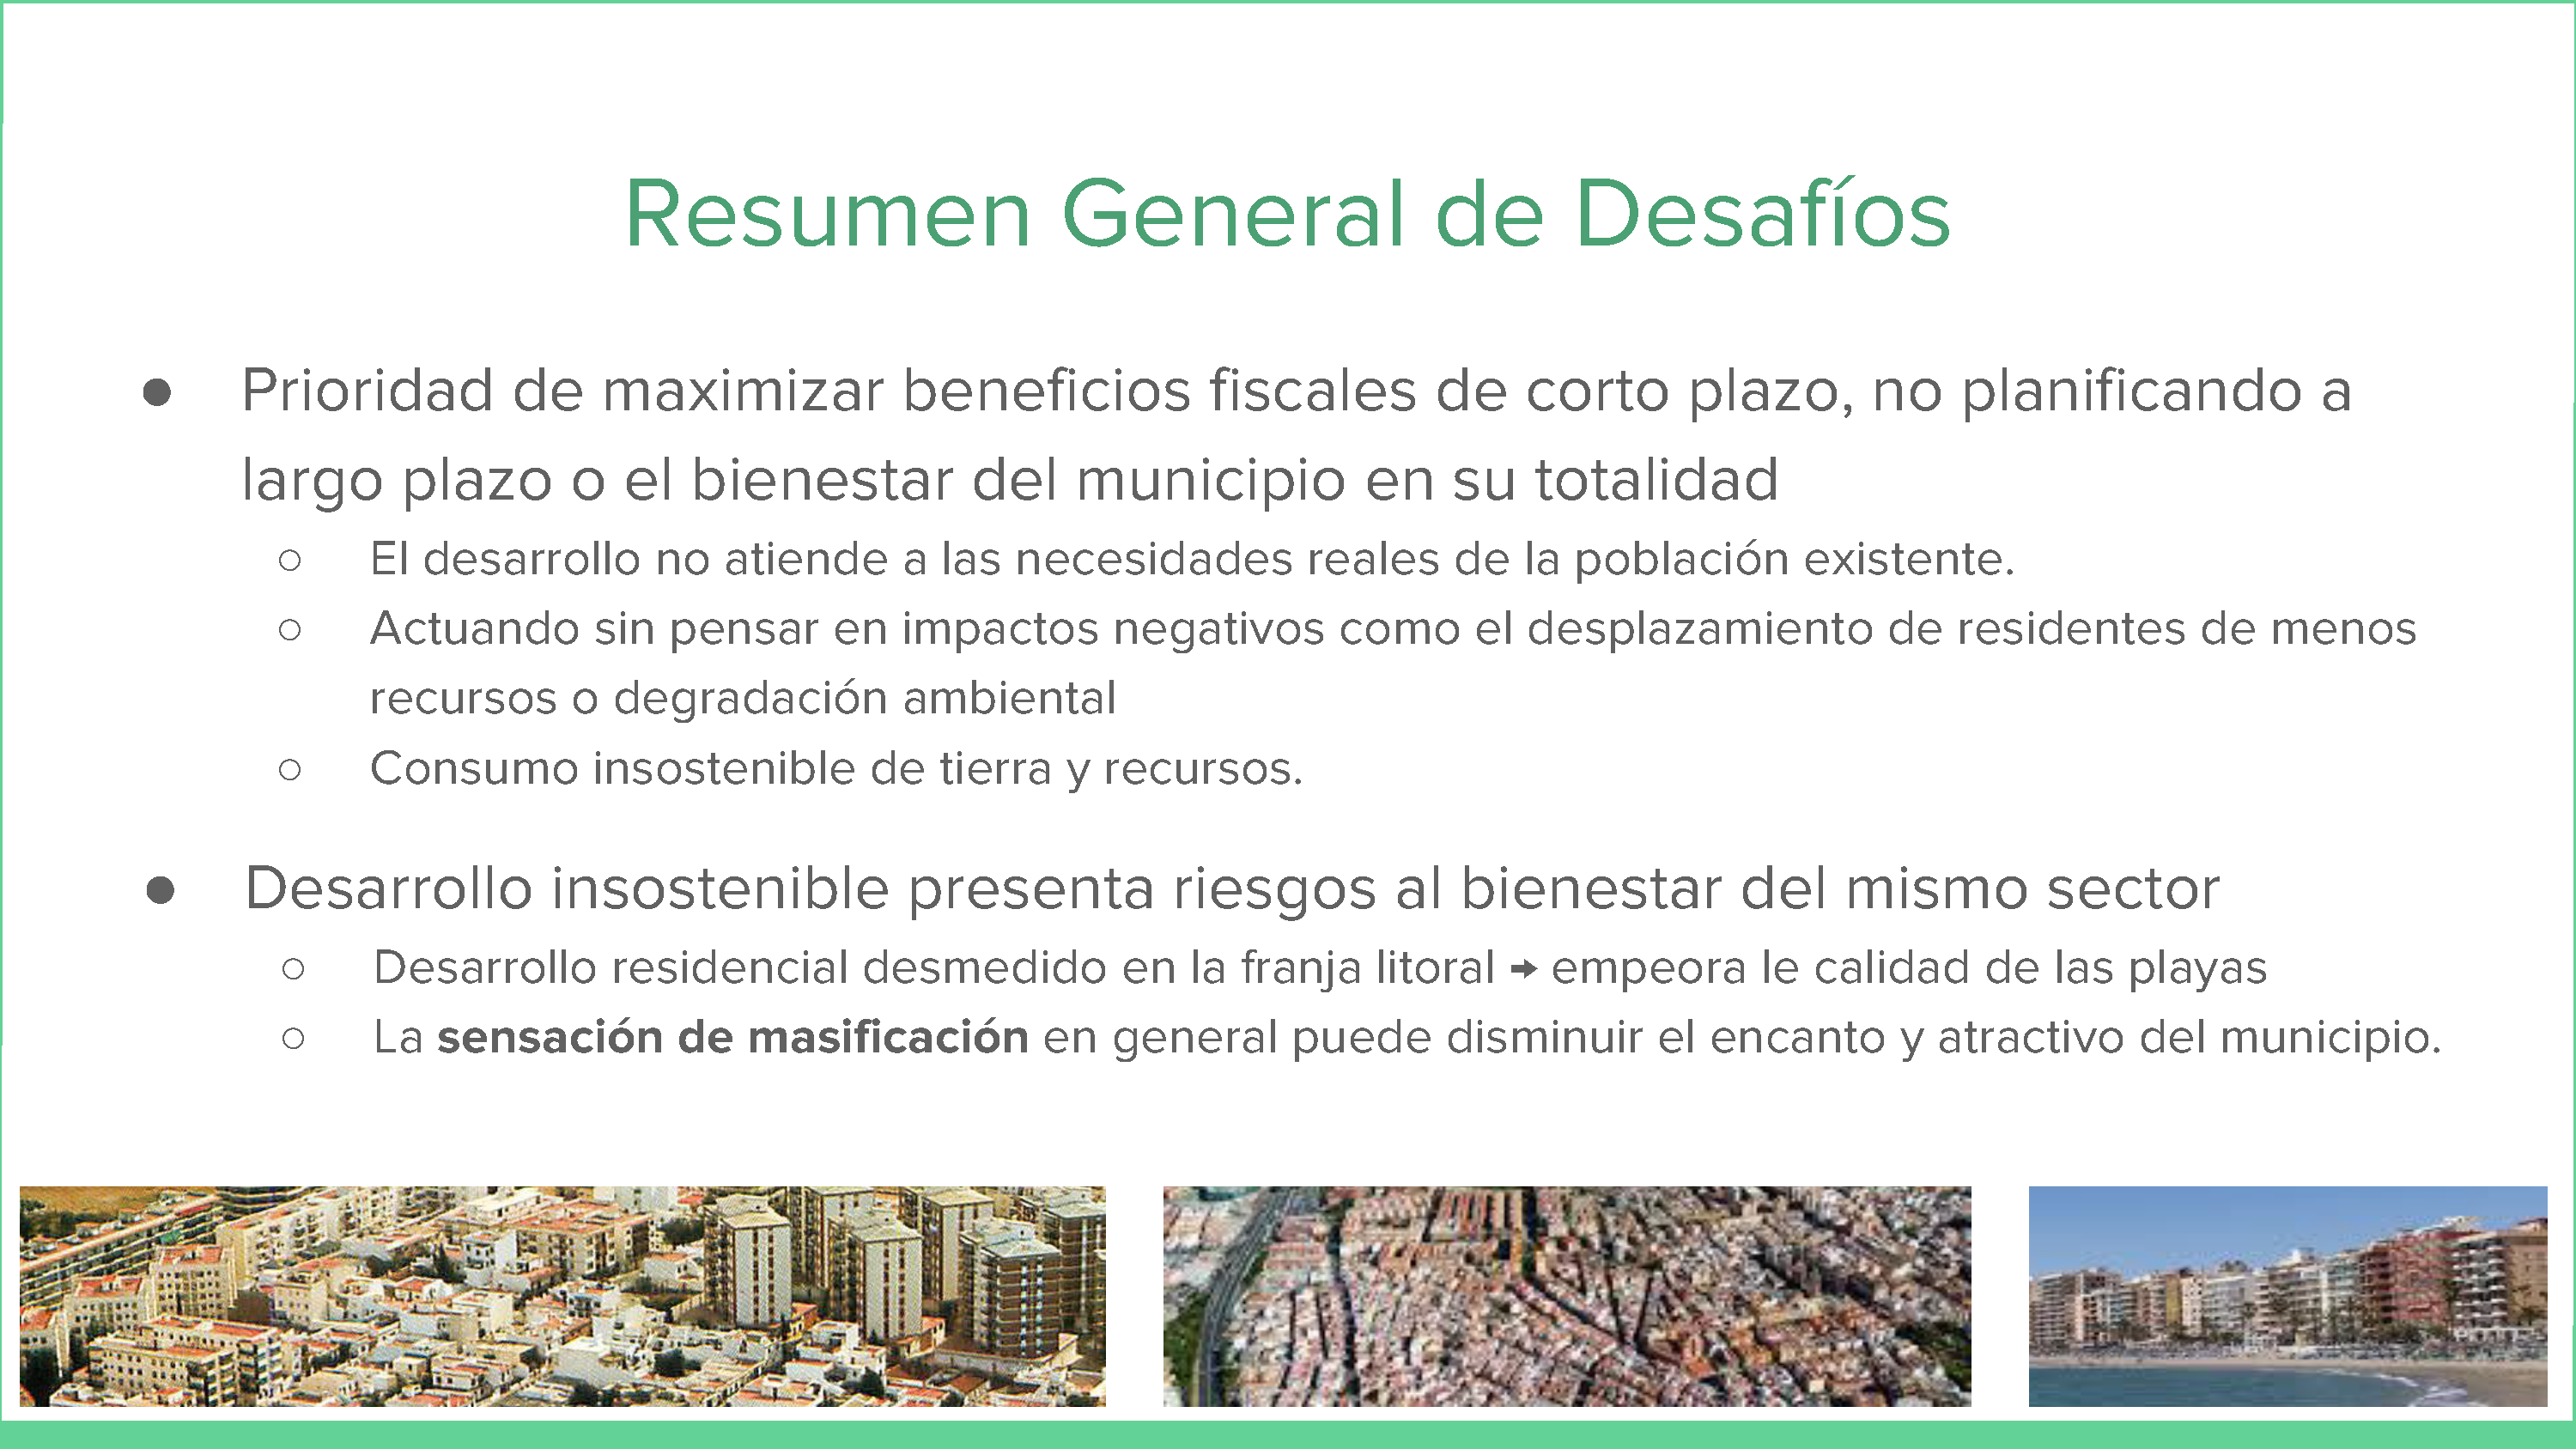 Resumen General de Desafíos
● Prioridad de maximizar beneficios fiscales de corto plazo, no planificando a
largo plazo o el bienestar del municipio en su totalidad
○ El desarrollo no atiende a las necesidades reales de la población existente.
○ Actuando sin pensar en impactos negativos como el desplazamiento de residentes de menos
recursos o degradación ambiental
○ Consumo insostenible de tierra y recursos.
● Desarrollo insostenible presenta riesgos al bienestar del mismo sector
○ Desarrollo residencial desmedido en la franja litoral → empeora le calidad de las playas
○ La sensación de masificación en general puede disminuir el encanto y atractivo del municipio.